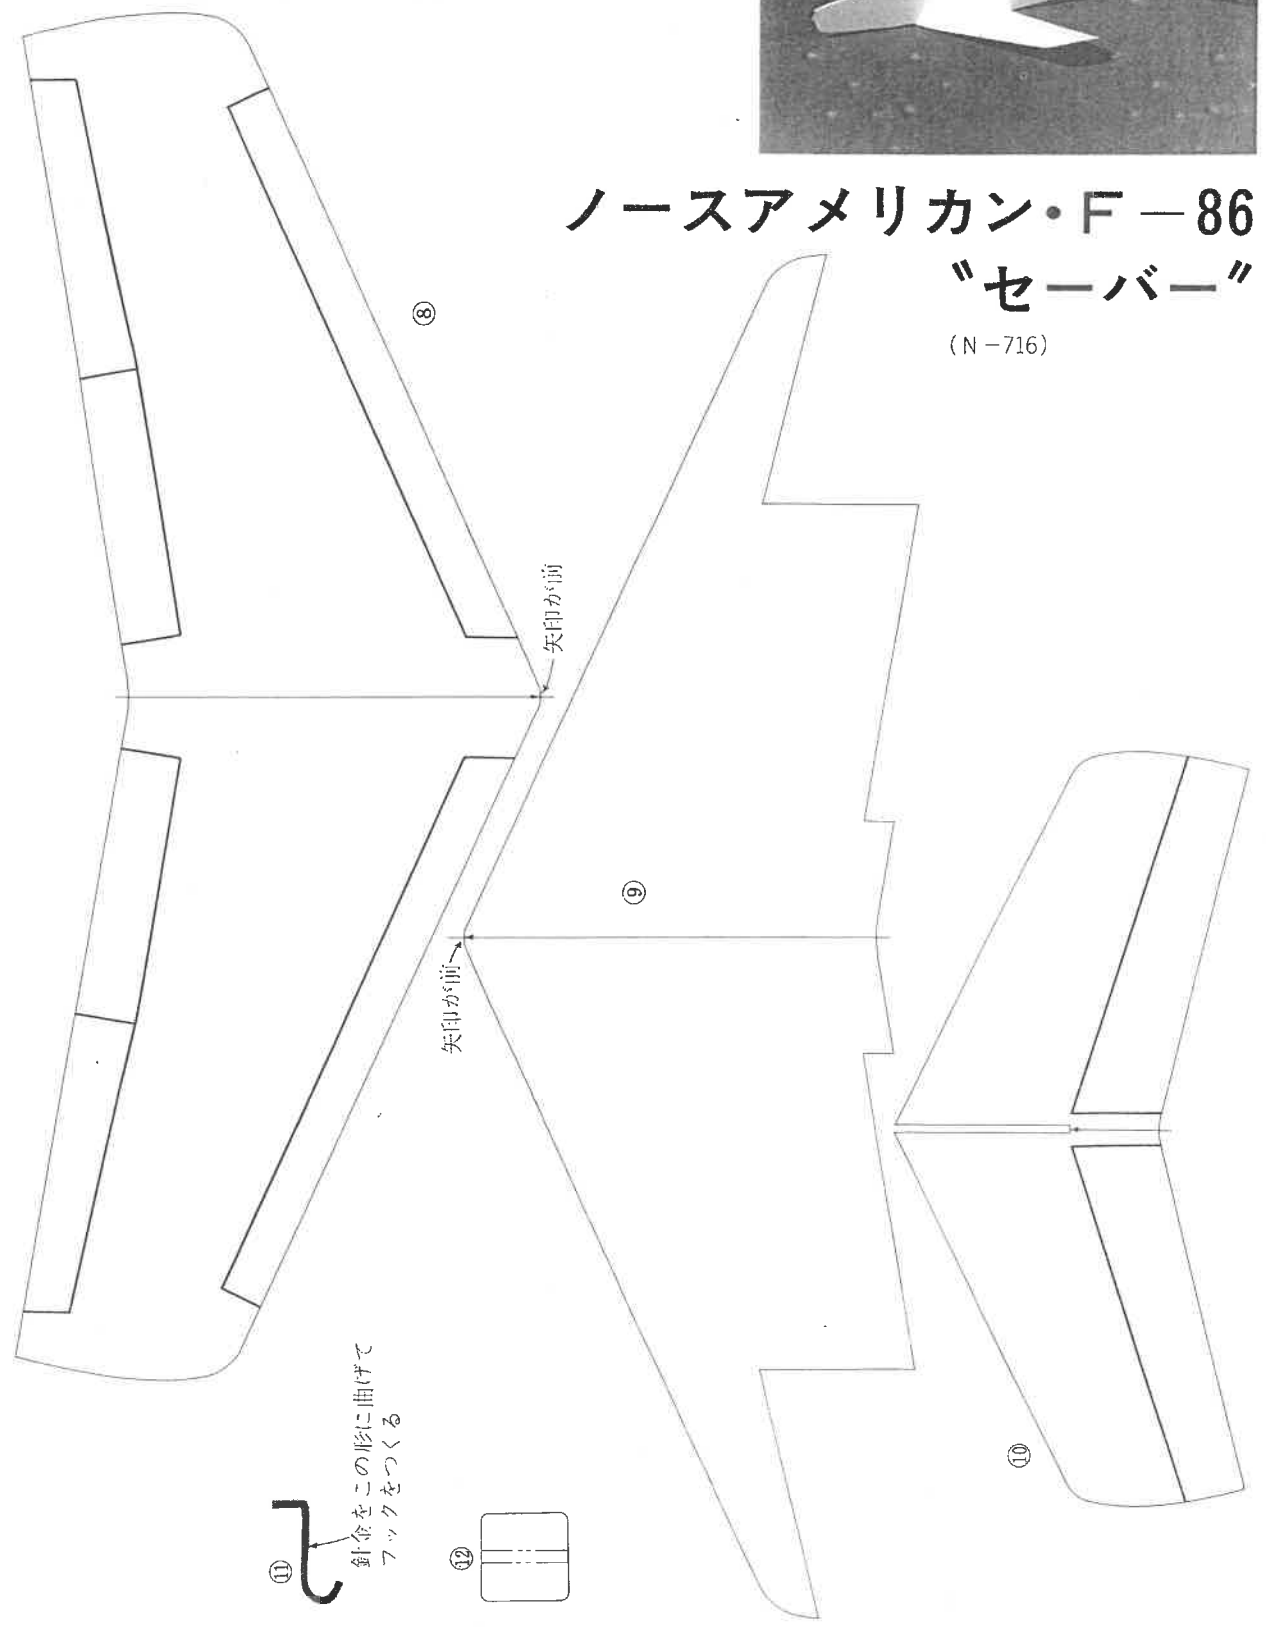 ノースアメリカン・F－86
〝セーバー〟
(N－716)
⑧
矢印が前
⑨
矢印が前
⑩
⑪
針金をこの形に曲げて
フックをつくる
⑫